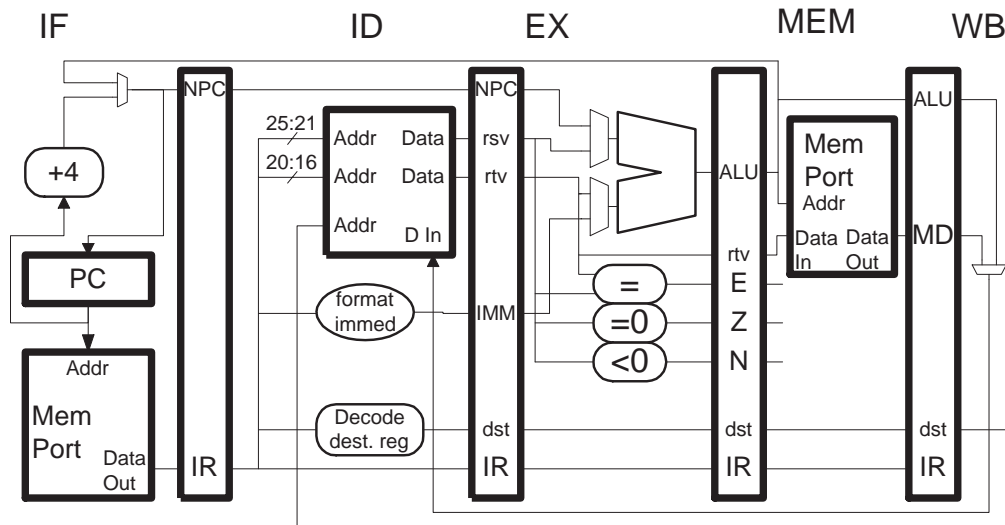 IF
ID
EX
MEM
WB
NPC
NPC
ALU
25:21
20:16
Addr
Data
Addr
Data
Addr
D In
rsv
rtv
+4
PC
ALU
Mem
Port
Addr
Data
In
Data
Out
MD
rtv
format
immed
IMM
=
E
=0
Z
<0
N
Addr
Mem
Port
Data
Out
Decode
dest. reg
dst
dst
dst
IR
IR
IR
IR